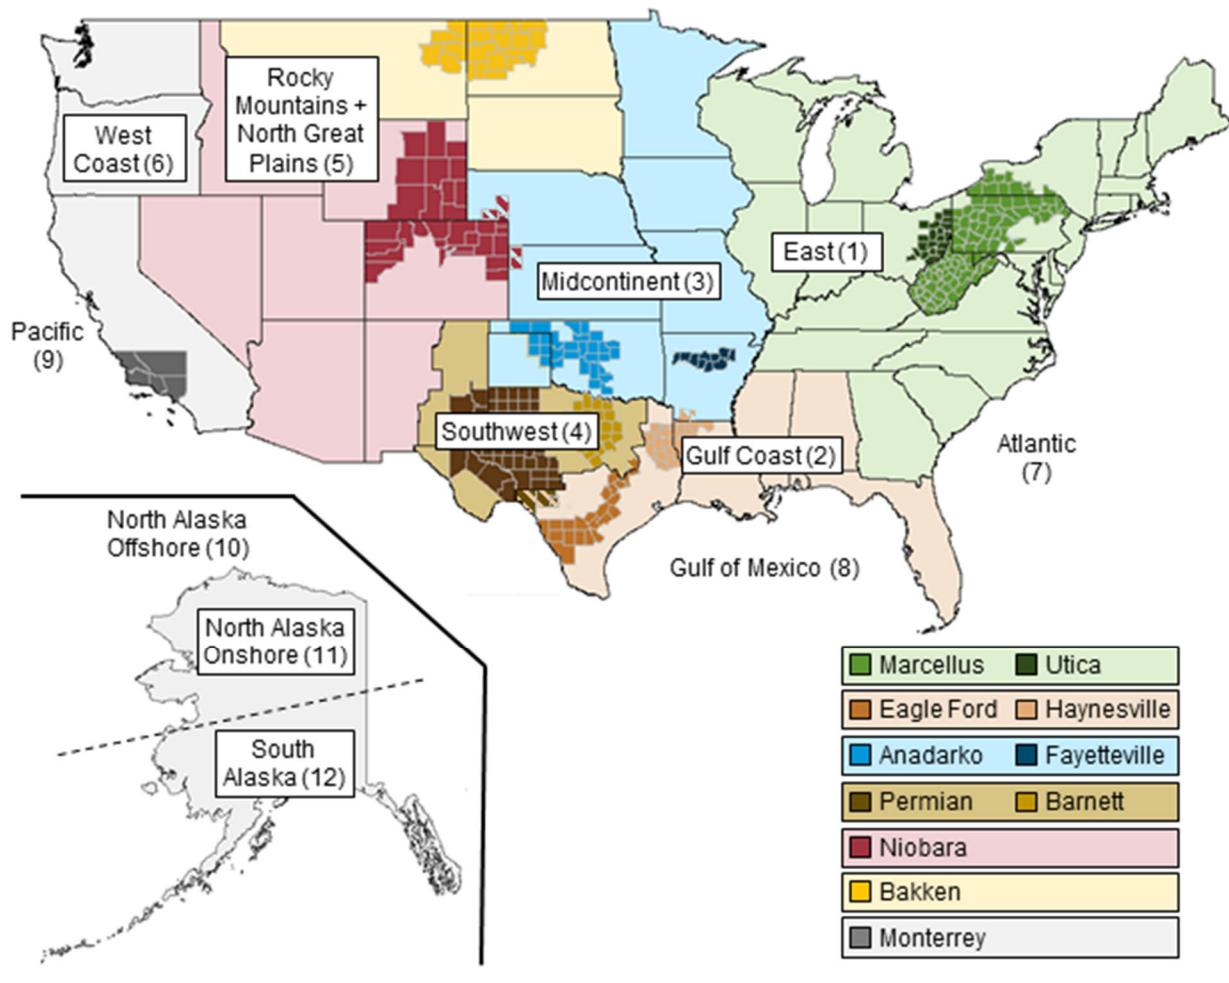 Rocky
Mountains +
North Great
Plains (5)
West
Coast (6)
East (1)
Midcontinent (3)
Pacific
(9)
Southwest (4)
Gulf Coast (2)
Atlantic
(7)
Gulf of Mexico (8)
North Alaska
Offshore (10)
North Alaska
Onshore (11)
South
Alaska (12)
Marcellus Utica
Eagle Ford Haynesville
Anadarko Fayetteville
Permian Barnett
Niobara
Bakken
Monterrey